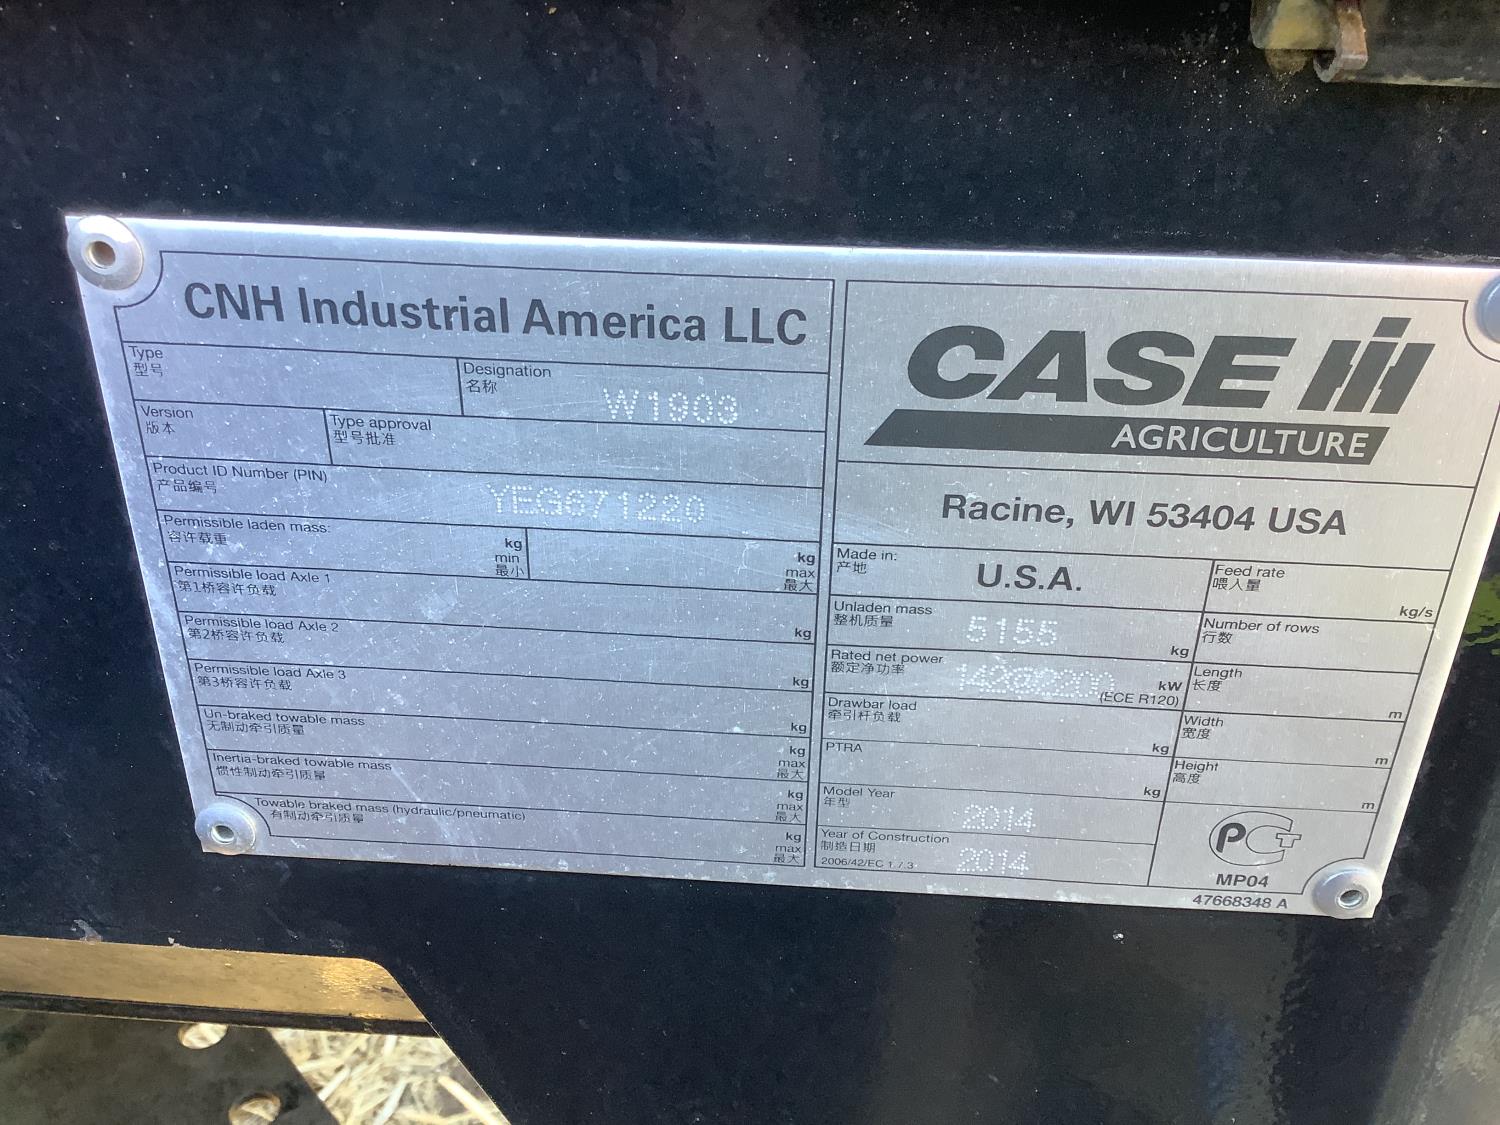 CNH Industrial America LLC
Type
型号
Designation
名称
W1903
Version
版本
Type approval
型号批准
Product ID Number (PIN)
产品编号
YEG671220
Permissible laden mass:
容许载重
kg
min
最小
kg
max
最大
Permissible load Axle 1
第1桥容许负载
kg
Permissible load Axle 2
第2桥容许负载
kg
Permissible load Axle 3
第3桥容许负载
kg
Un-braked towable mass
无制动牵引质量
kg
max
最大
Inertia-braked towable mass
惯性制动牵引质量
kg
max
最大
Towable braked mass (hydraulic/pneumatic)
有制动牵引质量
kg
max
最大
CASE IH
AGRICULTURE
Racine, WI 53404 USA
Made in:
产地
U.S.A.
Feed rate
喂入量
kg/s
Unladen mass
整机质量
5155
kg
Number of rows
行数
Rated net power
额定净功率
142@2200
kW
(ECE R120)
Length
长度
m
Drawbar load
牵引杆负载
kg
Width
宽度
m
PTRA
kg
Height
高度
m
Model Year
年型
2014
Year of Construction
制造日期
2006/42/EC 1.7.3
2014
PCT
MP04
47668348 A